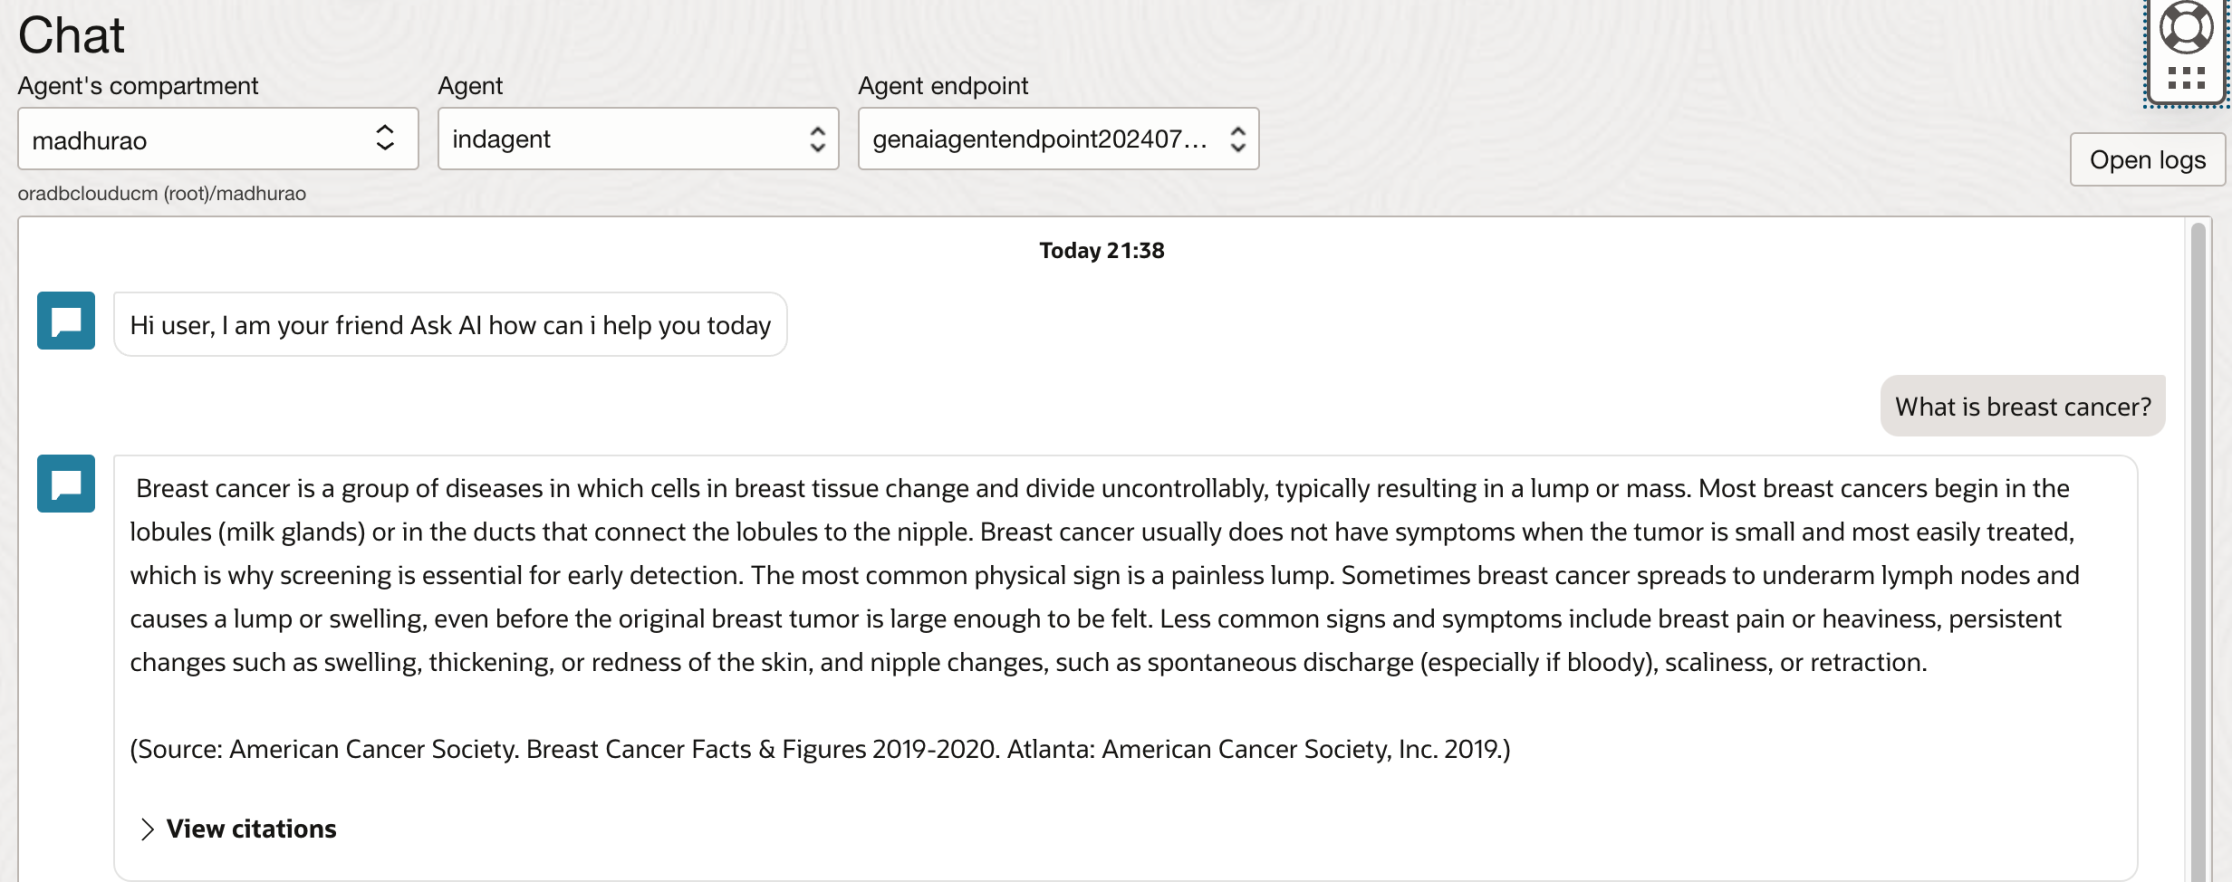 Chat
Agent's compartment
Agent
Agent endpoint
madhurao
indagent
genaiagentendpoint202407...
Open logs
oradbclouducm (root)/madhurao
Today 21:38
Hi user, I am your friend Ask AI how can i help you today
What is breast cancer?
Breast cancer is a group of diseases in which cells in breast tissue change and divide uncontrollably, typically resulting in a lump or mass. Most breast cancers begin in the
lobules (milk glands) or in the ducts that connect the lobules to the nipple. Breast cancer usually does not have symptoms when the tumor is small and most easily treated,
which is why screening is essential for early detection. The most common physical sign is a painless lump. Sometimes breast cancer spreads to underarm lymph nodes and
causes a lump or swelling, even before the original breast tumor is large enough to be felt. Less common signs and symptoms include breast pain or heaviness, persistent
changes such as swelling, thickening, or redness of the skin, and nipple changes, such as spontaneous discharge (especially if bloody), scaliness, or retraction.
(Source: American Cancer Society. Breast Cancer Facts & Figures 2019-2020. Atlanta: American Cancer Society, Inc. 2019.)
View citations